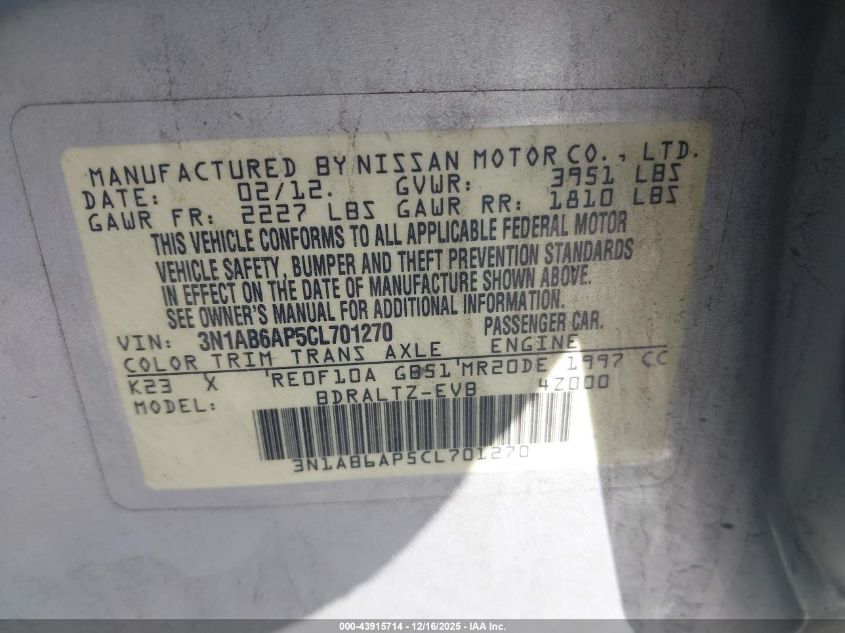 MANUFACTURED BY NISSAN MOTOR CO., LTD.
DATE: 02/12. GVWR: 3951 LBS
GAWR FR: 2227 LBS GAWR RR: 1810 LBS
THIS VEHICLE CONFORMS TO ALL APPLICABLE FEDERAL MOTOR
VEHICLE SAFETY, BUMPER AND THEFT PREVENTION STANDARDS
IN EFFECT ON THE DATE OF MANUFACTURE SHOWN ABOVE.
SEE OWNER'S MANUAL FOR ADDITIONAL INFORMATION.
VIN: 3N1AB6AP5CL701270 PASSENGER CAR.
COLOR TRIM TRANS AXLE ENGINE
K23 X 'RE0F10A GB51'MR20DE 1997 CC
MODEL: BDRALTZ-EVB 4Z000
3N1AB6AP5CL701270
000-43915714 - 12/16/2025 - IAA Inc.